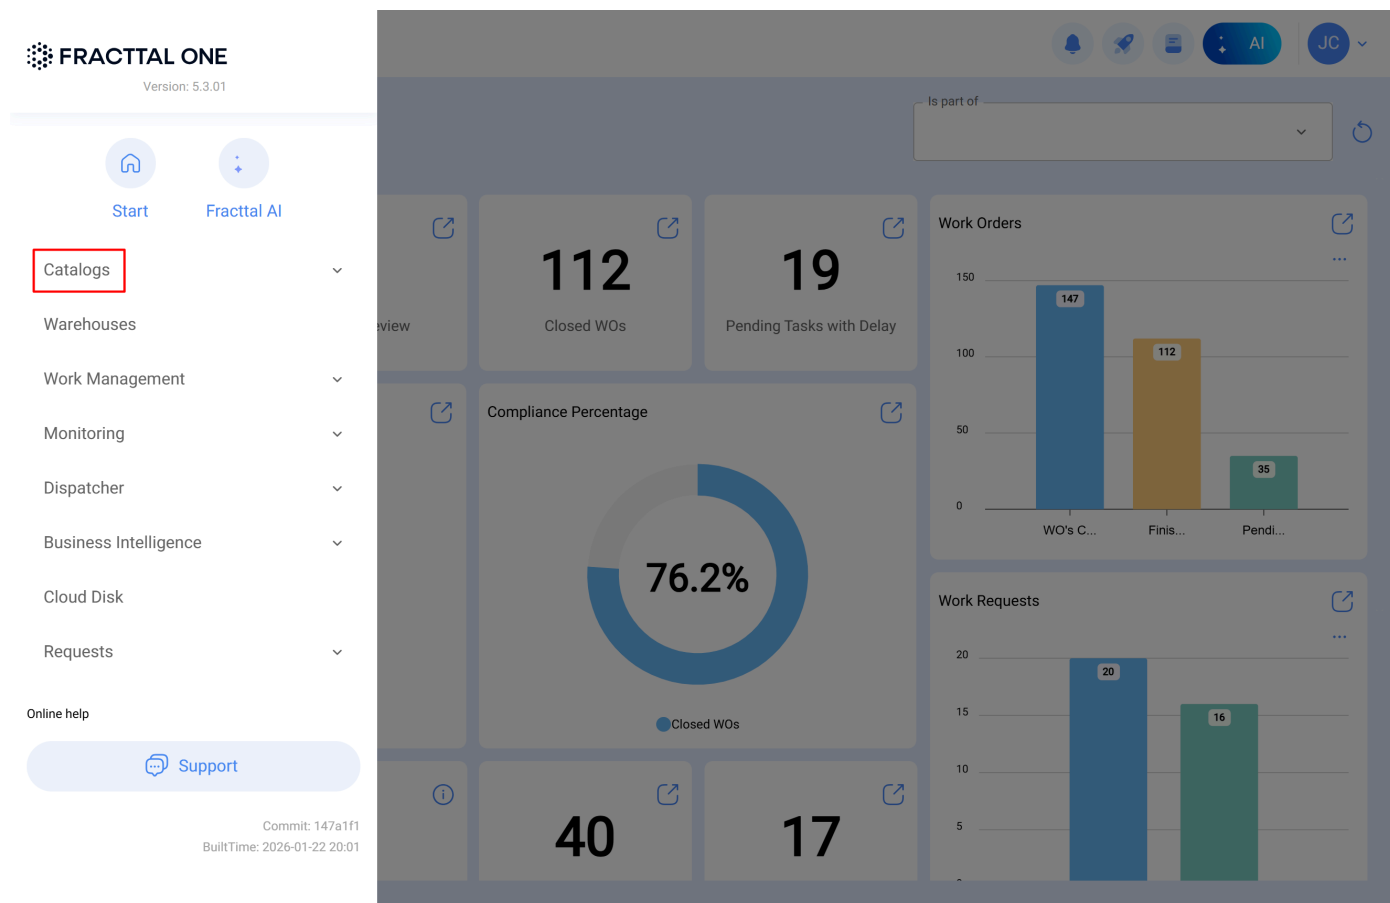 FRACTTAL ONE
Version: 5.3.01
Start
Fracttal AI
Catalogs
Warehouses
Work Management
Monitoring
Dispatcher
Business Intelligence
Cloud Disk
Requests
Online help
Support
Commit: 147a1f1
BuiltTime: 2026-01-22 20:01
AI
JC
Is part of
eview
112
Closed WOs
19
Pending Tasks with Delay
Compliance Percentage
76.2%
Closed WOs
40
17
Work Orders
...
150
100
50
0
147
112
35
WO's C...
Finis...
Pendi...
Work Requests
...
20
15
10
5
20
16